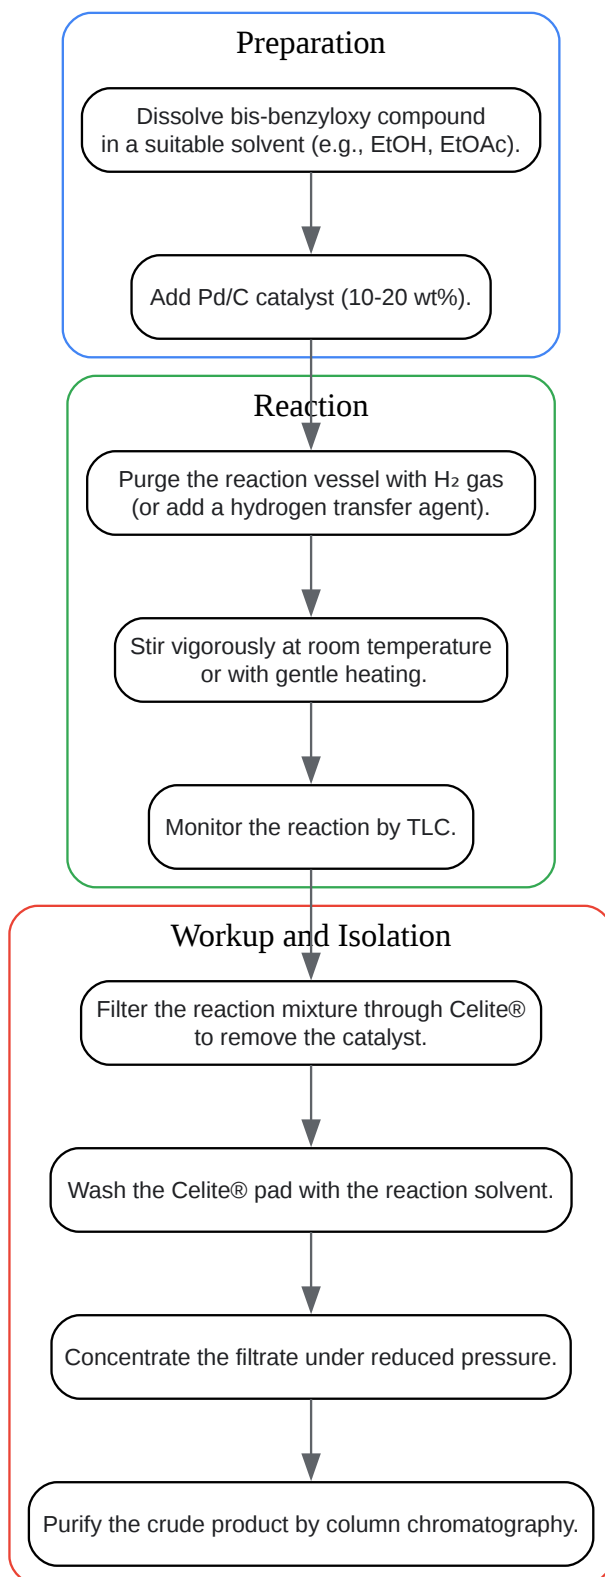 Preparation
Dissolve bis-benzyloxy compound
in a suitable solvent (e.g., EtOH, EtOAc).
Add Pd/C catalyst (10-20 wt%).
Reaction
Purge the reaction vessel with H₂ gas
(or add a hydrogen transfer agent).
Stir vigorously at room temperature
or with gentle heating.
Monitor the reaction by TLC.
Workup and Isolation
Filter the reaction mixture through Celite®
to remove the catalyst.
Wash the Celite® pad with the reaction solvent.
Concentrate the filtrate under reduced pressure.
Purify the crude product by column chromatography.